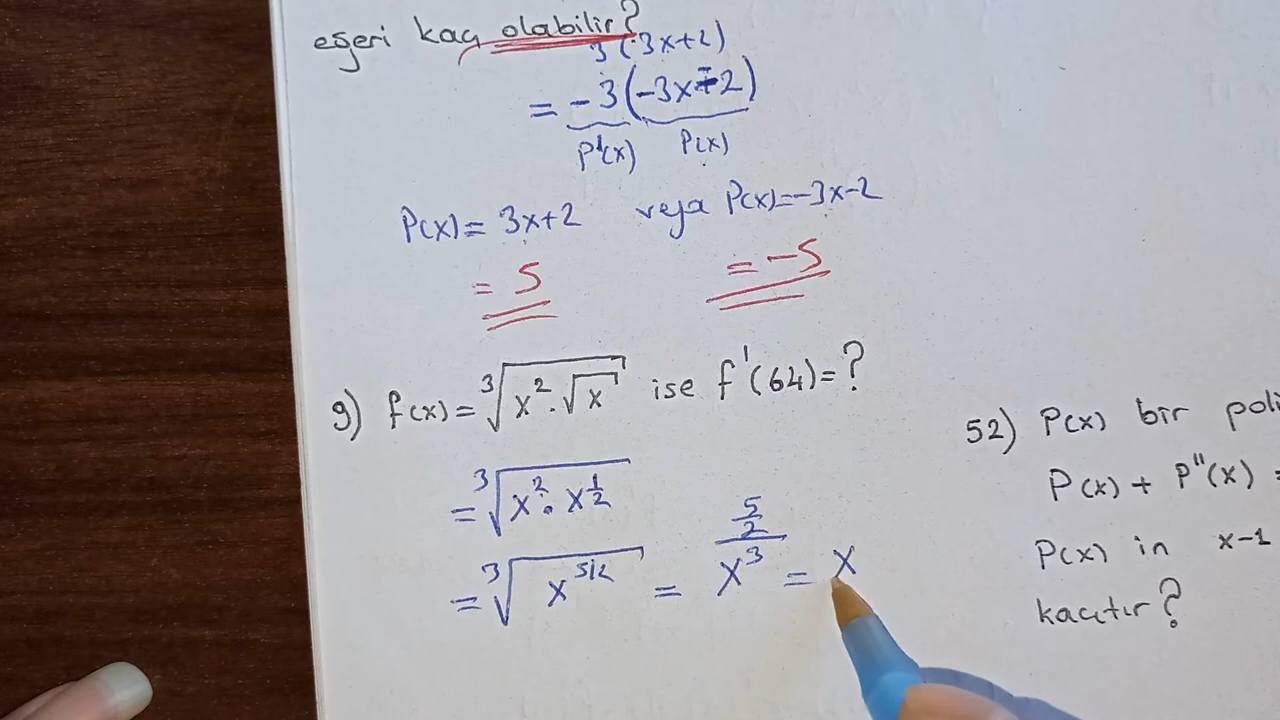 eğeri kaç olabilir?
3(3x+2)
= -3(-3x-2)
P'(x) P(x)
P(x)= 3x+2 veya P(x)=-3x-2
= 5 = -5
9) f(x)= ∛(x².√x) ise f'(64)=?
= ∛(x².x^(1/2))
= ∛(x^(5/2)) = x^((5/2)/3) = x
52) P(x) bir poli
P(x) + P''(x) =
P(x) in x-1
kaçtır?